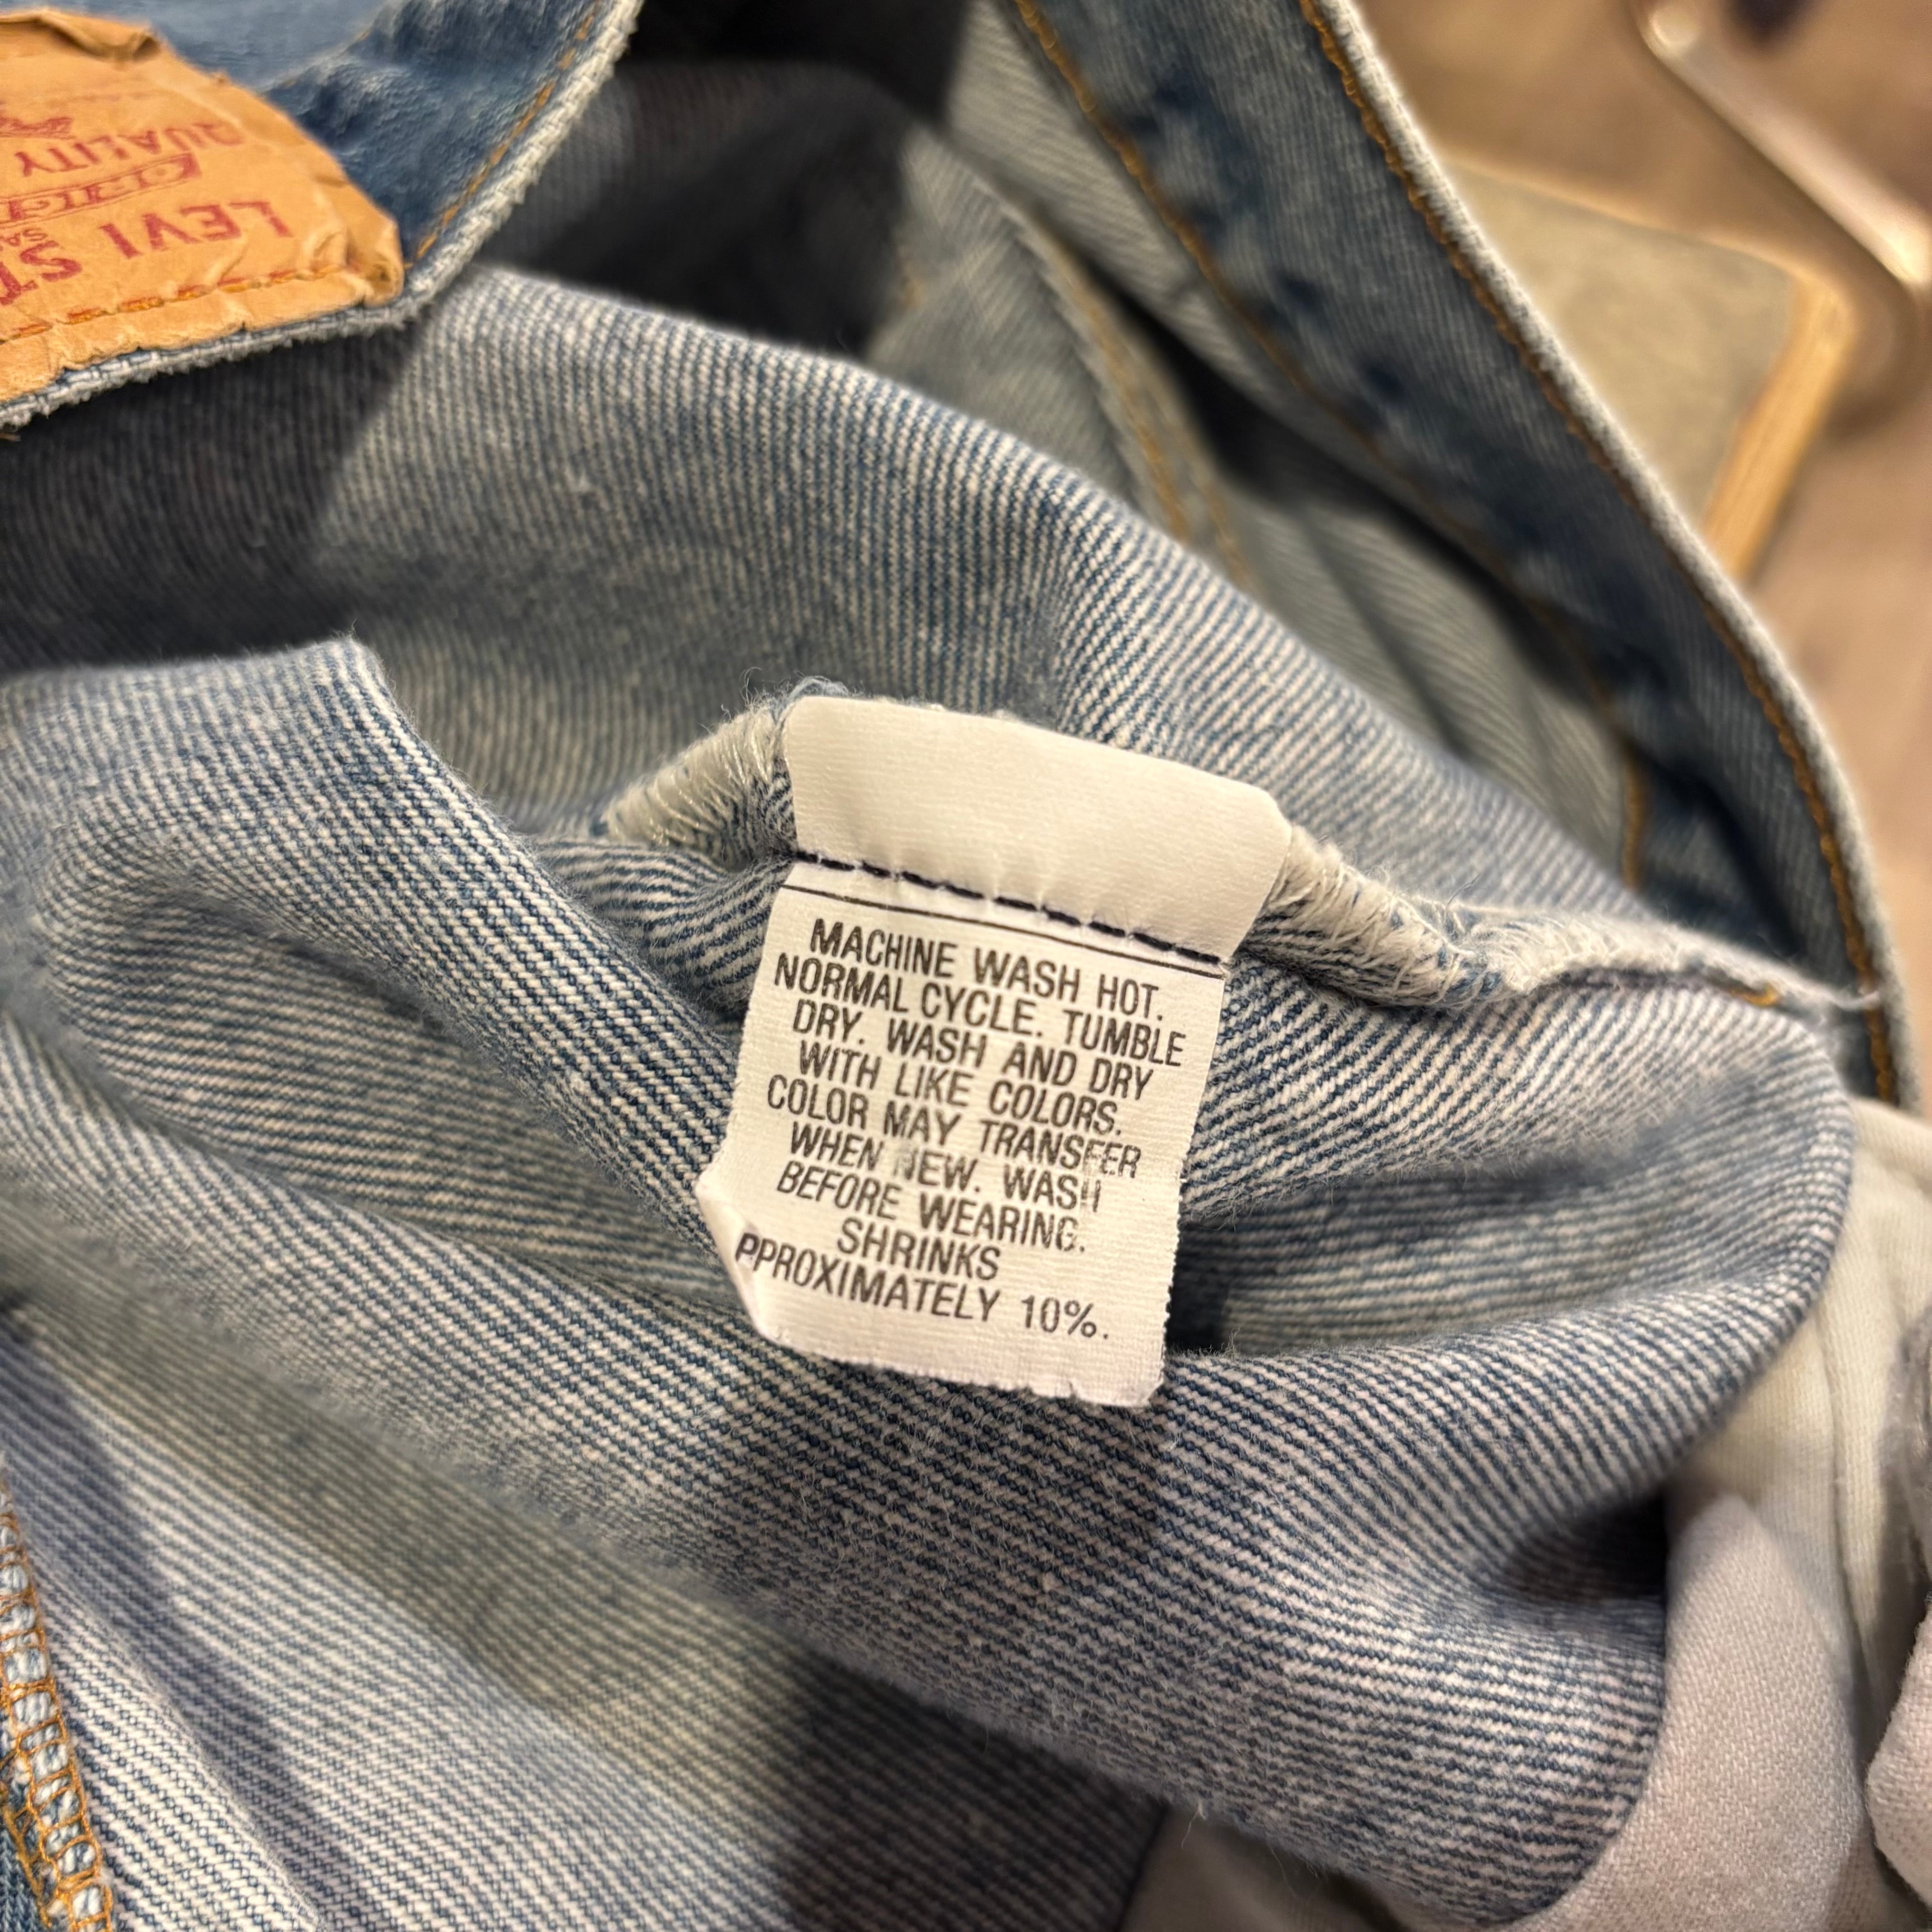 QUALITY
LEVI
MACHINE WASH HOT.
NORMAL CYCLE. TUMBLE
DRY. WASH AND DRY
WITH LIKE COLORS.
COLOR MAY TRANSFER
WHEN NEW. WASH
BEFORE WEARING.
SHRINKS
PPROXIMATELY 10%.